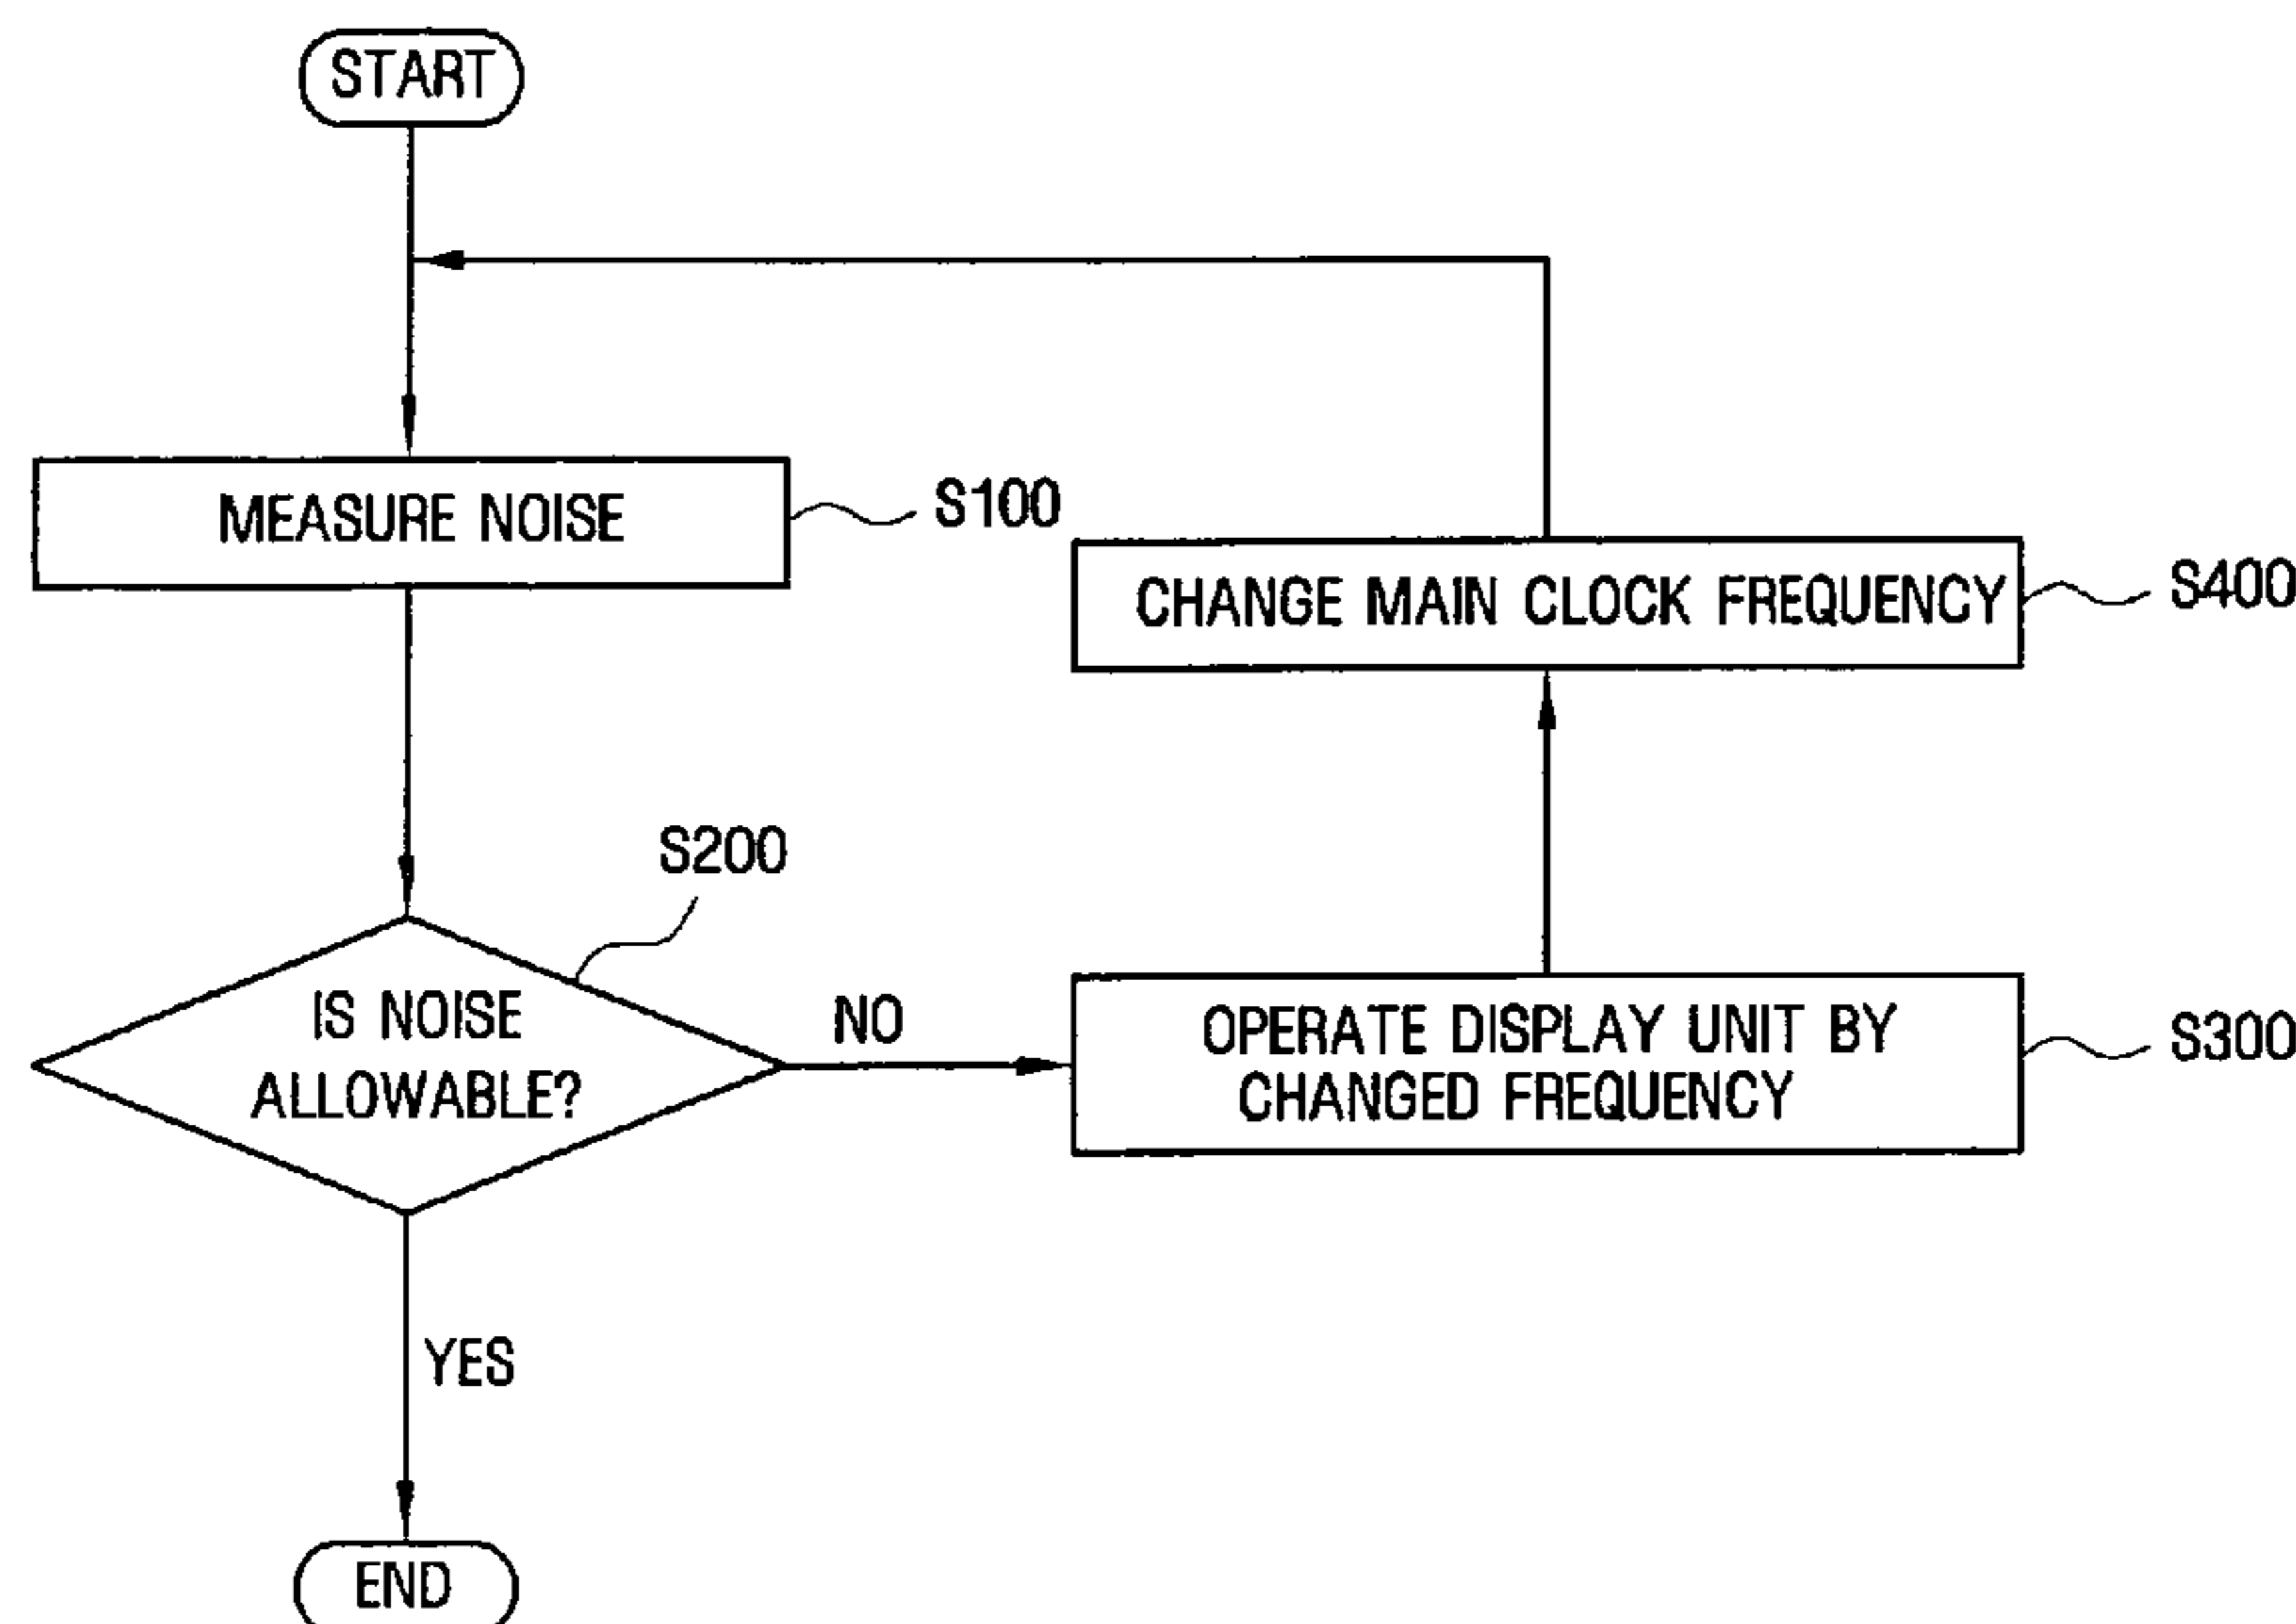 START
MEASURE NOISE
S100
CHANGE MAIN CLOCK FREQUENCY
S400
S200
IS NOISE
ALLOWABLE?
NO
OPERATE DISPLAY UNIT BY
CHANGED FREQUENCY
S300
YES
END